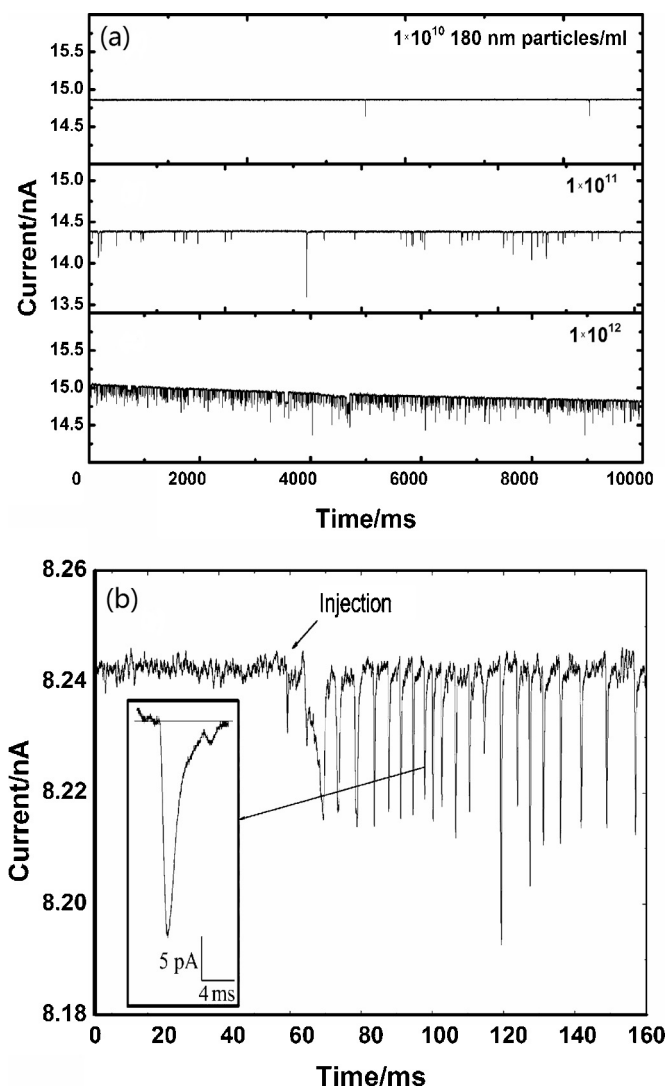 (a)
1×10¹⁰ 180 nm particles/ml
15.5
15.0
14.5
1×10¹¹
15.0
14.5
14.0
13.4
1×10¹²
15.5
15.0
14.5
Current/nA
0 2000 4000 6000 8000 10000
Time/ms
(b)
Injection
8.26
8.24
8.22
8.20
8.18
Current/nA
5 pA
4 ms
0 20 40 60 80 100 120 140 160
Time/ms